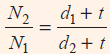 N₂/N₁ = (d₁ + t)/(d₂ + t)